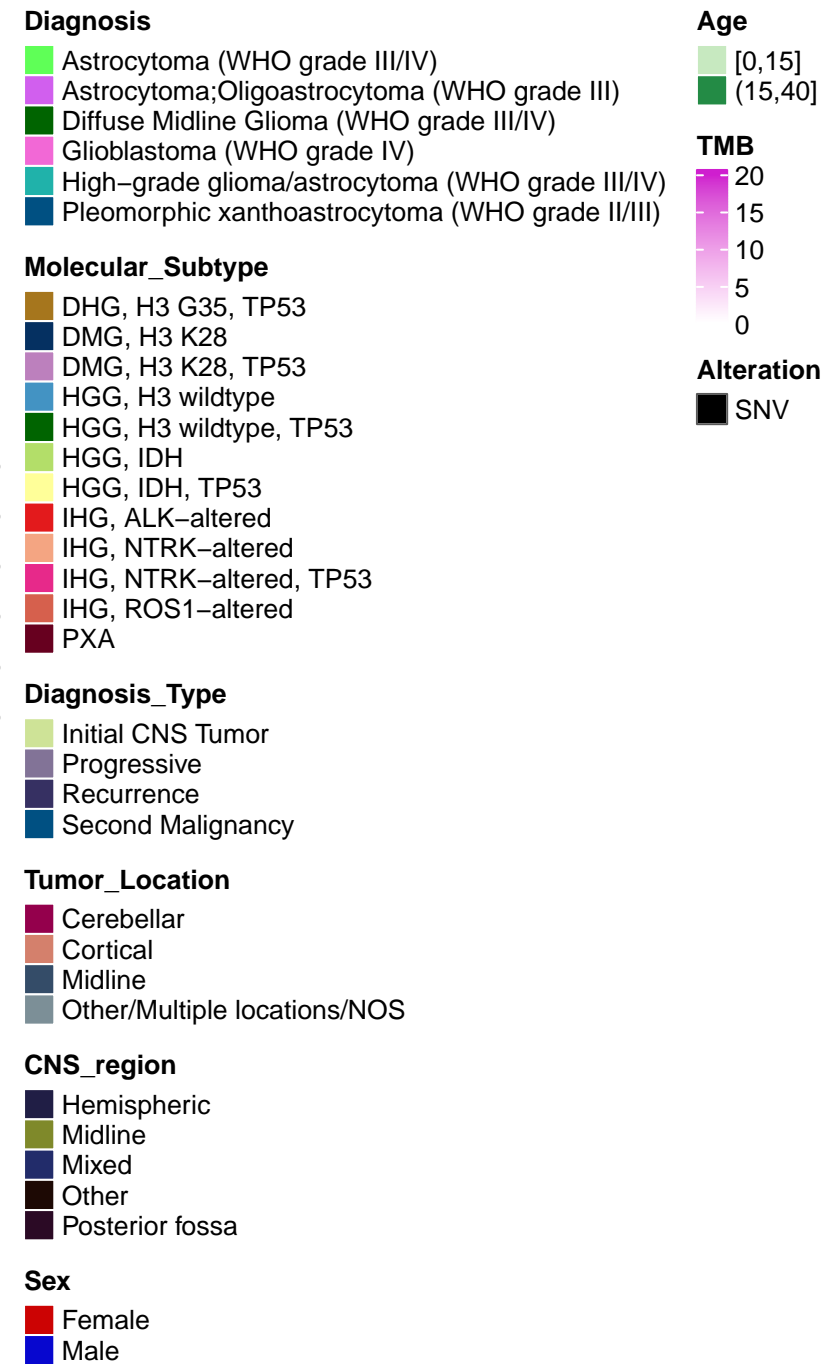 Diagnosis
Astrocytoma (WHO grade III/IV)
Astrocytoma;Oligoastrocytoma (WHO grade III)
Diffuse Midline Glioma (WHO grade III/IV)
Glioblastoma (WHO grade IV)
High−grade glioma/astrocytoma (WHO grade III/IV)
Pleomorphic xanthoastrocytoma (WHO grade II/III)
Molecular_Subtype
DHG, H3 G35, TP53
DMG, H3 K28
DMG, H3 K28, TP53
HGG, H3 wildtype
HGG, H3 wildtype, TP53
HGG, IDH
HGG, IDH, TP53
IHG, ALK−altered
IHG, NTRK−altered
IHG, NTRK−altered, TP53
IHG, ROS1−altered
PXA
Diagnosis_Type
Initial CNS Tumor
Progressive
Recurrence
Second Malignancy
Tumor_Location
Cerebellar
Cortical
Midline
Other/Multiple locations/NOS
CNS_region
Hemispheric
Midline
Mixed
Other
Posterior fossa
Sex
Female
Male
Age
[0,15]
(15,40]
TMB
20
15
10
5
0
Alteration
SNV